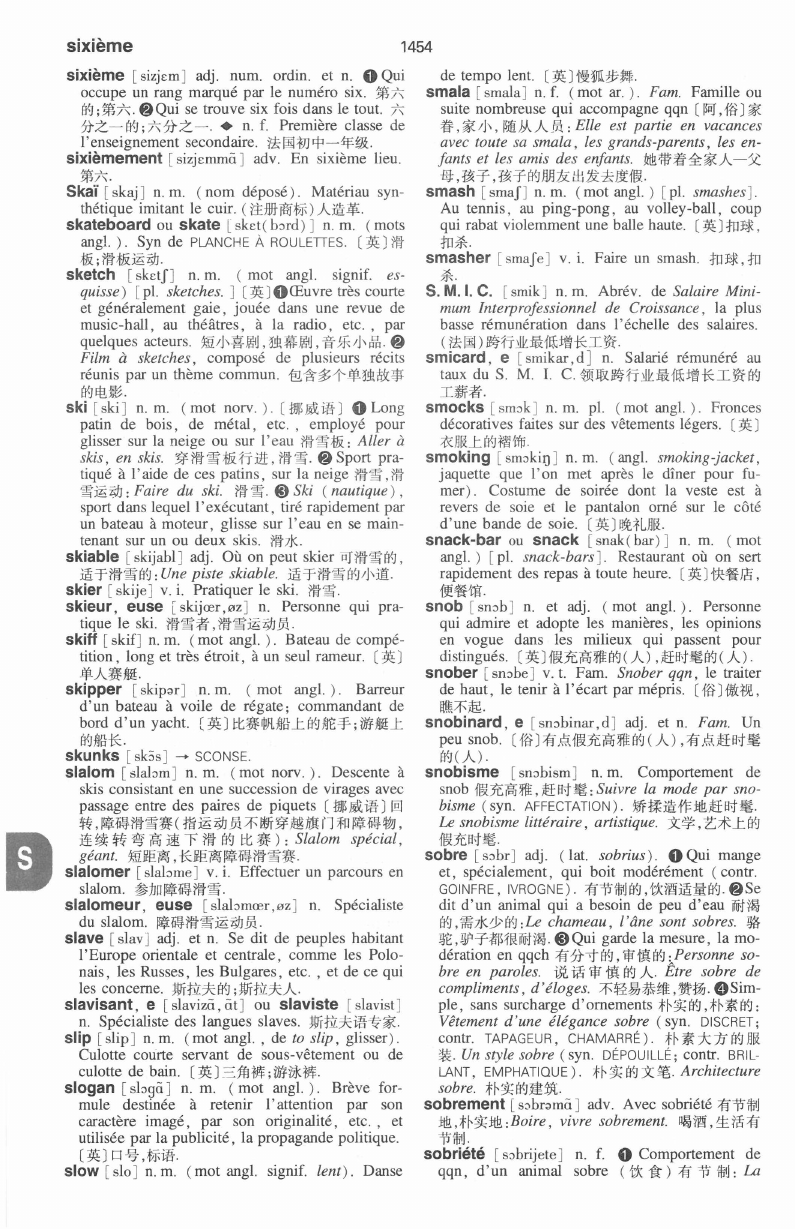 sixième
1454
sixième [sizjɛm] adj. num. ordin. et n. ❶ Qui
occupe un rang marqué par le numéro six. 第六
的;第六. ❷ Qui se trouve six fois dans le tout. 六
分之一的;六分之一. ◆ n. f. Première classe de
l'enseignement secondaire. 法国初中一年级.
sixièmement [sizjɛmmɑ̃] adv. En sixième lieu.
第六.
Skaï [skaj] n. m. (nom déposé). Matériau syn-
thétique imitant le cuir. (注册商标)人造革.
skateboard ou skate [skɛt(bɔrd)] n. m. (mots
angl.). Syn de PLANCHE À ROULETTES. [英]滑
板;滑板运动.
sketch [skɛtʃ] n. m. ( mot angl. signif. es-
quisse) [pl. sketches. ] [英]❶Œuvre très courte
et généralement gaie, jouée dans une revue de
music-hall, au théâtres, à la radio, etc., par
quelques acteurs. 短小喜剧,独幕剧,音乐小品. ❷
Film à sketches, composé de plusieurs récits
réunis par un thème commun. 包含多个单独故事
的电影.
ski [ski] n. m. (mot norv.). [挪威语] ❶ Long
patin de bois, de métal, etc., employé pour
glisser sur la neige ou sur l'eau 滑雪板: Aller à
skis, en skis. 穿滑雪板行进,滑雪. ❷ Sport pra-
tiqué à l'aide de ces patins, sur la neige 滑雪,滑
雪运动: Faire du ski. 滑雪. ❸ Ski (nautique),
sport dans lequel l'exécutant, tiré rapidement par
un bateau à moteur, glisse sur l'eau en se main-
tenant sur un ou deux skis. 滑水.
skiable [skijabl] adj. Où on peut skier 可滑雪的,
适于滑雪的: Une piste skiable. 适于滑雪的小道.
skier [skije] v. i. Pratiquer le ski. 滑雪.
skieur, euse [skijœr,øz] n. Personne qui pra-
tique le ski. 滑雪者,滑雪运动员.
skiff [skif] n. m. (mot angl.). Bateau de compé-
tition, long et très étroit, à un seul rameur. [英]
单人赛艇.
skipper [skipər] n. m. ( mot angl.). Barreur
d'un bateau à voile de régate; commandant de
bord d'un yacht. [英]比赛帆船上的舵手;游艇上
的船长.
skunks [skɔ̃s] → SCONSE.
slalom [slalɔm] n. m. (mot norv.). Descente à
skis consistant en une succession de virages avec
passage entre des paires de piquets [挪威语]回
转,障碍滑雪赛(指运动员不断穿越旗门和障碍物,
连续转弯高速下滑的比赛): Slalom spécial,
géant. 短距离,长距离障碍滑雪赛.
slalomer [slalɔme] v. i. Effectuer un parcours en
slalom. 参加障碍滑雪.
slalomeur, euse [slalɔmœr,øz] n. Spécialiste
du slalom. 障碍滑雪运动员.
slave [slav] adj. et n. Se dit de peuples habitant
l'Europe orientale et centrale, comme les Polo-
nais, les Russes, les Bulgares, etc., et de ce qui
les concerne. 斯拉夫的;斯拉夫人.
slavisant, e [slavizɑ̃,ɑ̃t] ou slaviste [slavist]
n. Spécialiste des langues slaves. 斯拉夫语专家.
slip [slip] n. m. (mot angl., de to slip, glisser).
Culotte courte servant de sous-vêtement ou de
culotte de bain. [英]三角裤;游泳裤.
slogan [slɔgɑ̃] n. m. (mot angl.). Brève for-
mule destinée à retenir l'attention par son
caractère imagé, par son originalité, etc., et
utilisée par la publicité, la propagande politique.
[英]口号,标语.
slow [slo] n. m. (mot angl. signif. lent). Danse
de tempo lent. [英]慢狐步舞.
smala [smala] n. f. (mot ar.). Fam. Famille ou
suite nombreuse qui accompagne qqn [阿,俗]家
眷,家小,随从人员: Elle est partie en vacances
avec toute sa smala, les grands-parents, les en-
fants et les amis des enfants. 她带着全家人—父
母,孩子,孩子的朋友出发去度假.
smash [smaʃ] n. m. (mot angl.) [pl. smashes].
Au tennis, au ping-pong, au volley-ball, coup
qui rabat violemment une balle haute. [英]扣球,
扣杀.
smasher [smaʃe] v. i. Faire un smash. 扣球,扣
杀.
S. M. I. C. [smik] n. m. Abrév. de Salaire Mini-
mum Interprofessionnel de Croissance, la plus
basse rémunération dans l'échelle des salaires.
(法国)跨行业最低增长工资.
smicard, e [smikar,d] n. Salarié rémunéré au
taux du S. M. I. C. 领取跨行业最低增长工资的
工薪者.
smocks [smɔk] n. m. pl. (mot angl.). Fronces
décoratives faites sur des vêtements légers. [英]
衣服上的褶饰.
smoking [smɔkiŋ] n. m. (angl. smoking-jacket,
jaquette que l'on met après le dîner pour fu-
mer). Costume de soirée dont la veste est à
revers de soie et le pantalon orné sur le côté
d'une bande de soie. [英]晚礼服.
snack-bar ou snack [snak(bar)] n. m. (mot
angl.) [pl. snack-bars]. Restaurant où on sert
rapidement des repas à toute heure. [英]快餐店,
便餐馆.
snob [snɔb] n. et adj. (mot angl.). Personne
qui admire et adopte les manières, les opinions
en vogue dans les milieux qui passent pour
distingués. [英]假充高雅的(人),赶时髦的(人).
snober [snɔbe] v. t. Fam. Snober qqn, le traiter
de haut, le tenir à l'écart par mépris. [俗]傲视,
瞧不起.
snobinard, e [snɔbinar,d] adj. et n. Fam. Un
peu snob. [俗]有点假充高雅的(人),有点赶时髦
的(人).
snobisme [snɔbism] n. m. Comportement de
snob 假充高雅,赶时髦: Suivre la mode par sno-
bisme (syn. AFFECTATION). 矫揉造作地赶时髦.
Le snobisme littéraire, artistique. 文学,艺术上的
假充时髦.
sobre [sɔbr] adj. (lat. sobrius). ❶ Qui mange
et, spécialement, qui boit modérément (contr.
GOINFRE, IVROGNE). 有节制的,饮酒适量的. ❷Se
dit d'un animal qui a besoin de peu d'eau 耐渴
的,需水少的: Le chameau, l'âne sont sobres. 骆
驼,驴子都很耐渴. ❸ Qui garde la mesure, la mo-
dération en qqch 有分寸的,审慎的: Personne so-
bre en paroles. 说话审慎的人. Être sobre de
compliments, d'éloges. 不轻易恭维,赞扬. ❹ Sim-
ple, sans surcharge d'ornements 朴实的,朴素的:
Vêtement d'une élégance sobre (syn. DISCRET;
contr. TAPAGEUR, CHAMARRÉ). 朴素大方的服
装. Un style sobre (syn. DÉPOUILLÉ; contr. BRIL-
LANT, EMPHATIQUE). 朴实的文笔. Architecture
sobre. 朴实的建筑.
sobrement [sɔbrəmɑ̃] adv. Avec sobriété 有节制
地,朴实地: Boire, vivre sobrement. 喝酒,生活有
节制.
sobriété [sɔbrijete] n. f. ❶ Comportement de
qqn, d'un animal sobre (饮食)有节制: La
S